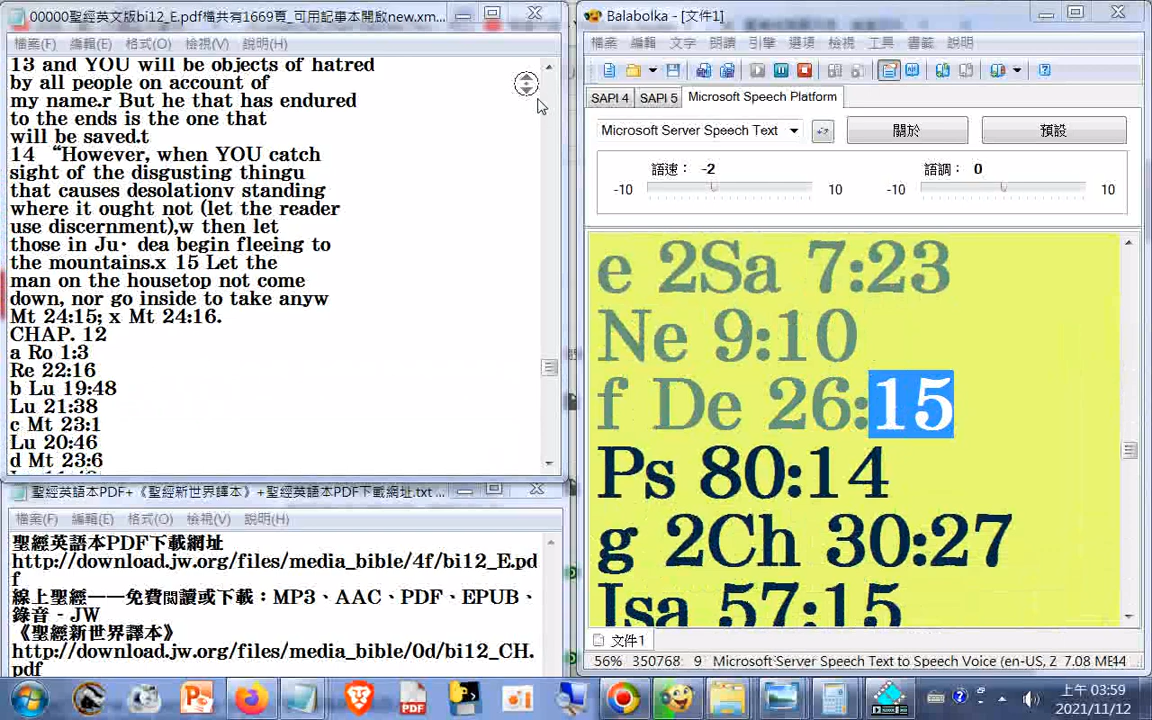 00000聖經英文版bi12_E.pdf檔共有1669頁_可用記事本開啟new.xm...
檔案(F) 編輯(E) 格式(O) 檢視(V) 說明(H)
13 and YOU will be objects of hatred
by all people on account of
my name.r But he that has endured
to the ends is the one that
will be saved.t
14 “However, when YOU catch
sight of the disgusting thingu
that causes desolationv standing
where it ought not (let the reader
use discernment),w then let
those in Ju· dea begin fleeing to
the mountains.x 15 Let the
man on the housetop not come
down, nor go inside to take anyw
Mt 24:15; x Mt 24:16.
CHAP. 12
a Ro 1:3
Re 22:16
b Lu 19:48
Lu 21:38
c Mt 23:1
Lu 20:46
d Mt 23:6
聖經英語本PDF+《聖經新世界譯本》+聖經英語本PDF下載網址.txt ...
檔案(F) 編輯(E) 格式(O) 檢視(V) 說明(H)
聖經英語本PDF下載網址
http://download.jw.org/files/media_bible/4f/bi12_E.pd
f
線上聖經——免費閱讀或下載：MP3、AAC、PDF、EPUB、
錄音 - JW
《聖經新世界譯本》
http://download.jw.org/files/media_bible/0d/bi12_CH.
pdf
Balabolka - [文件1]
檔案 編輯 文字 朗讀 引擎 選項 檢視 工具 書籤 說明
SAPI 4 SAPI 5 Microsoft Speech Platform
Microsoft Server Speech Text 關於 預設
語速： -2 語調： 0
-10 10 -10 10
e 2Sa 7:23
Ne 9:10
f De 26:15
Ps 80:14
g 2Ch 30:27
Isa 57:15
文件1
56% 350768 9 Microsoft Server Speech Text to Speech Voice (en-US, Z 7.08 MB
上午 03:59
2021/11/12